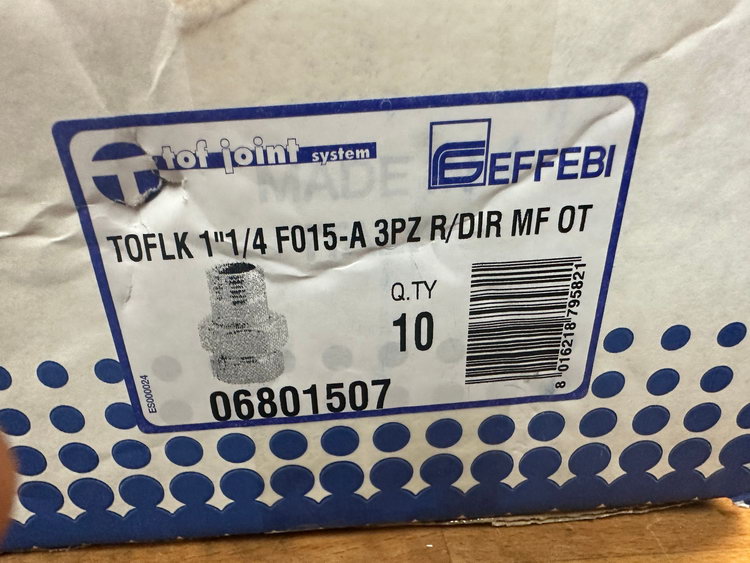 tof joint system
EFFEBI
MADE
TOFLK 1"1/4 F015-A 3PZ R/DIR MF OT
Q.TY
10
8 016218 795821
ES000024
06801507